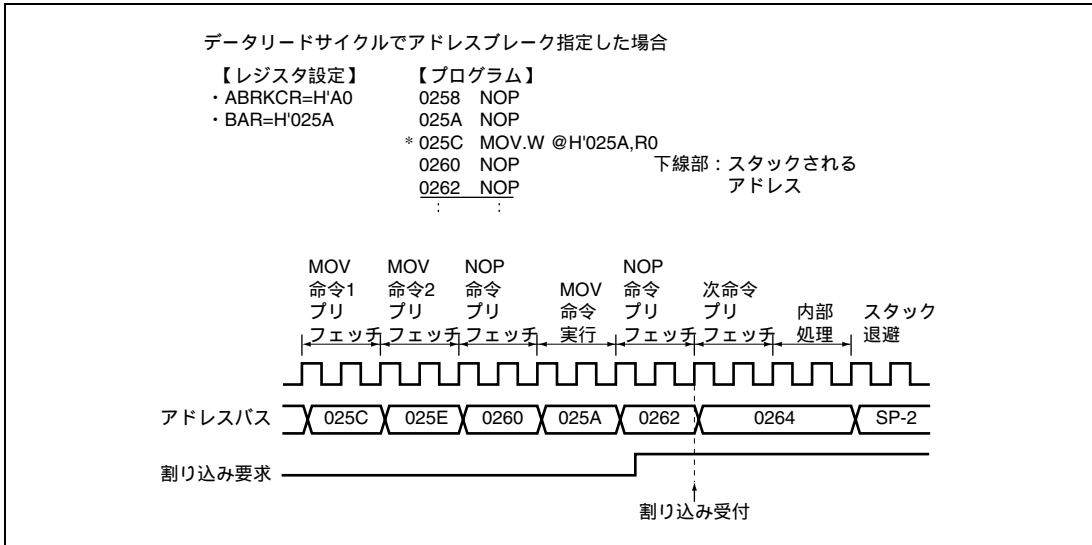 データリードサイクルでアドレスブレーク指定した場合
【レジスタ設定】
・ABRKCR=H'A0
・BAR=H'025A
【プログラム】
0258 NOP
025A NOP
* 025C MOV.W @H'025A,R0
0260 NOP
0262 NOP
: :
下線部：スタックされる
アドレス
MOV
命令1
プリ
フェッチ
MOV
命令2
プリ
フェッチ
NOP
命令
プリ
フェッチ
MOV
命令
実行
NOP
命令
プリ
フェッチ
次命令
プリ
フェッチ
内部
処理
スタック
退避
アドレスバス 025C 025E 0260 025A 0262 0264 SP-2
割り込み要求
割り込み受付